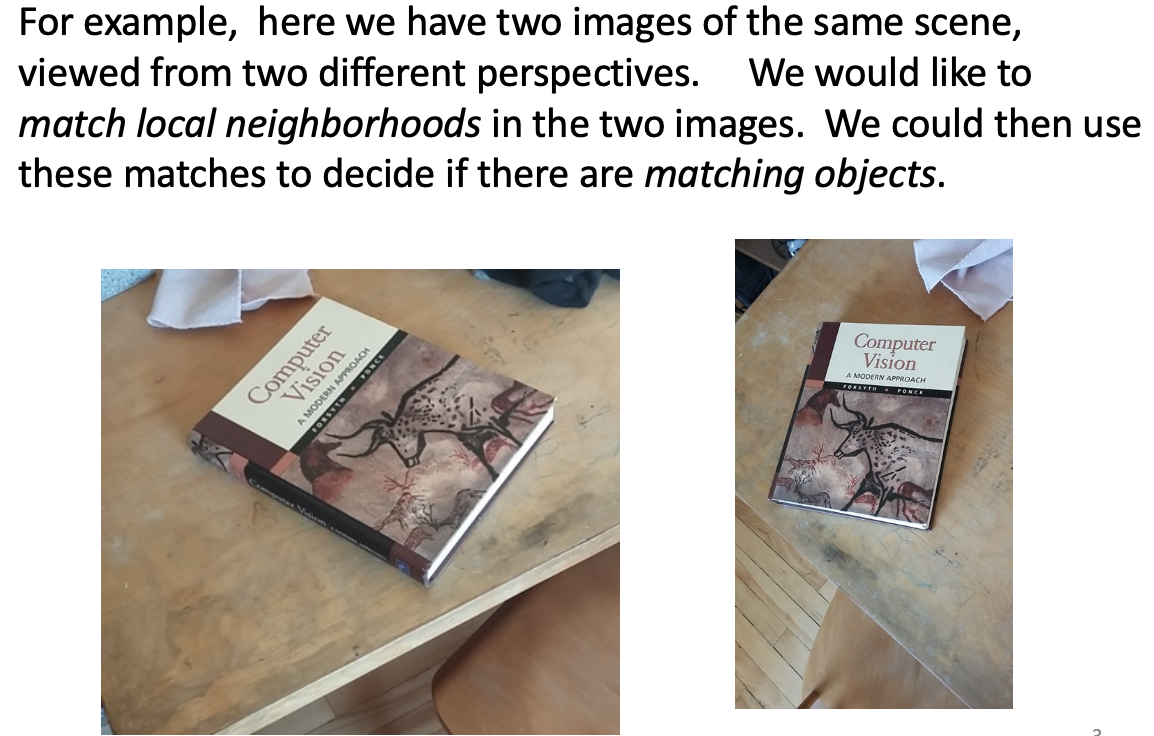 For example,  here we have two images of the same scene,
viewed from two different perspectives.    We would like to
match local neighborhoods in the two images.  We could then use
these matches to decide if there are matching objects.
Computer
Vision
A MODERN APPROACH
FORSYTH PONCE
Computer Vision
Computer
Vision
A MODERN APPROACH
FORSYTH PONCE